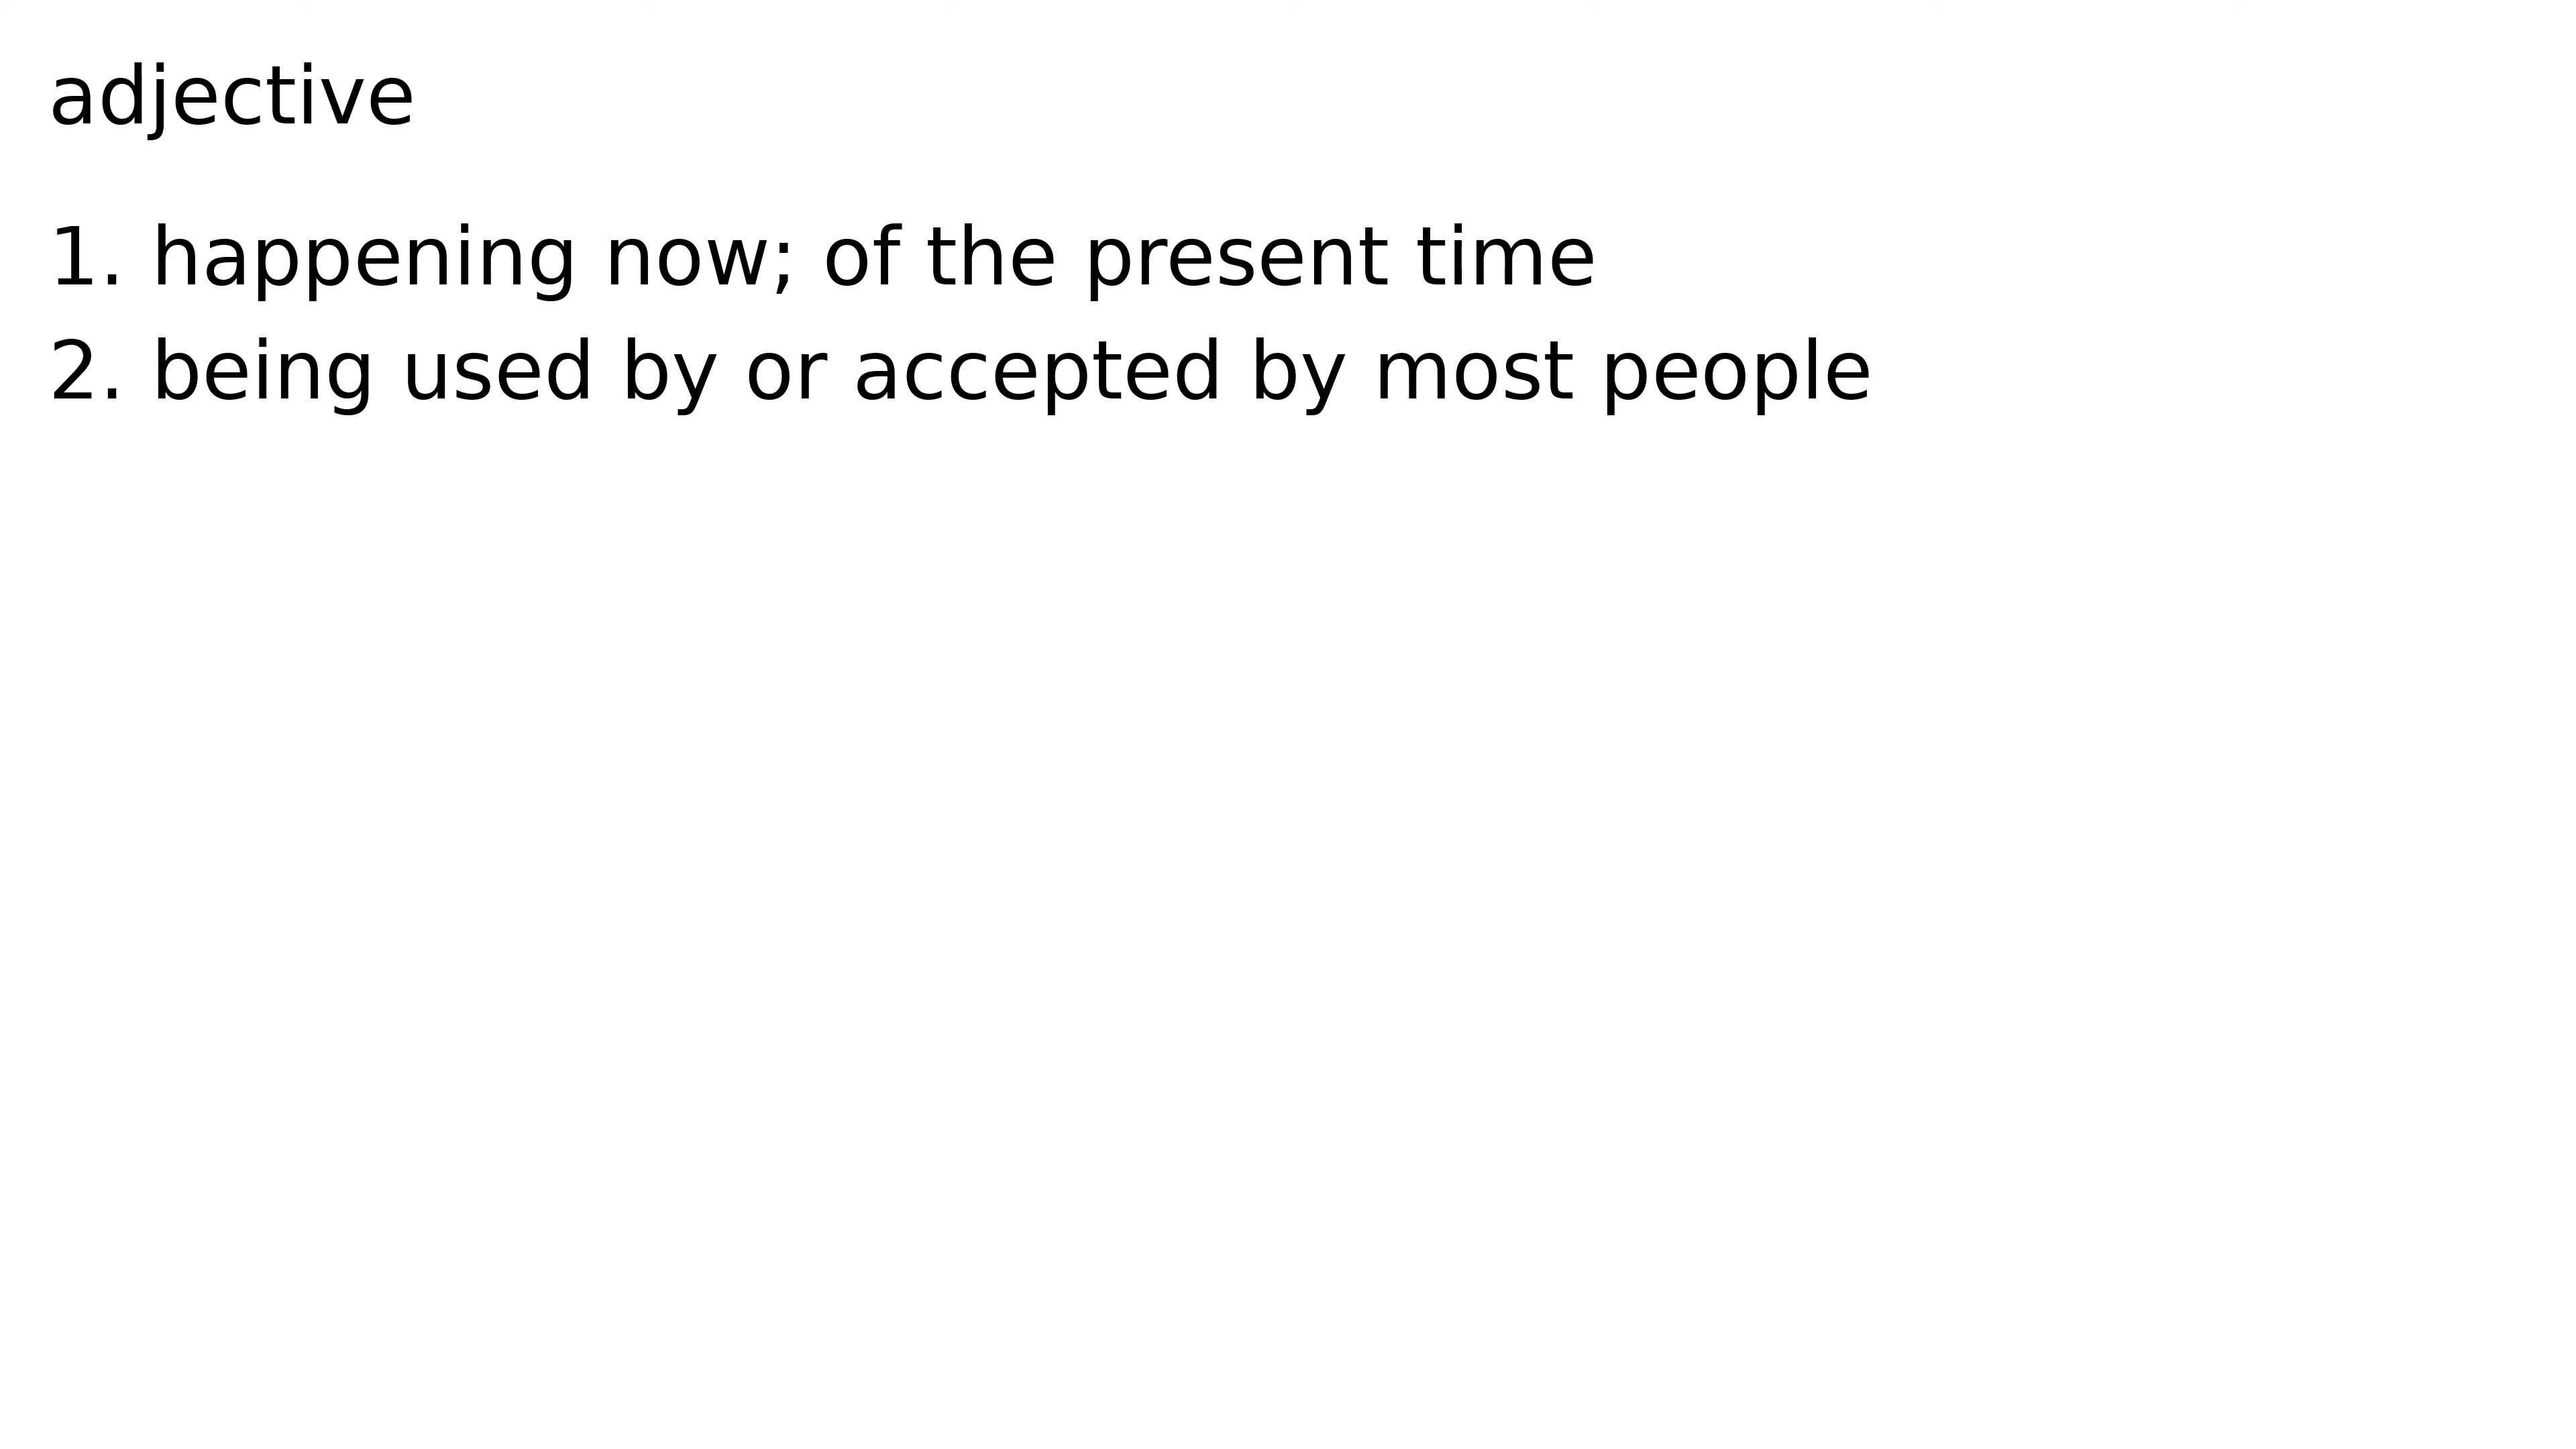 adjective
1. happening now; of the present time
2. being used by or accepted by most people